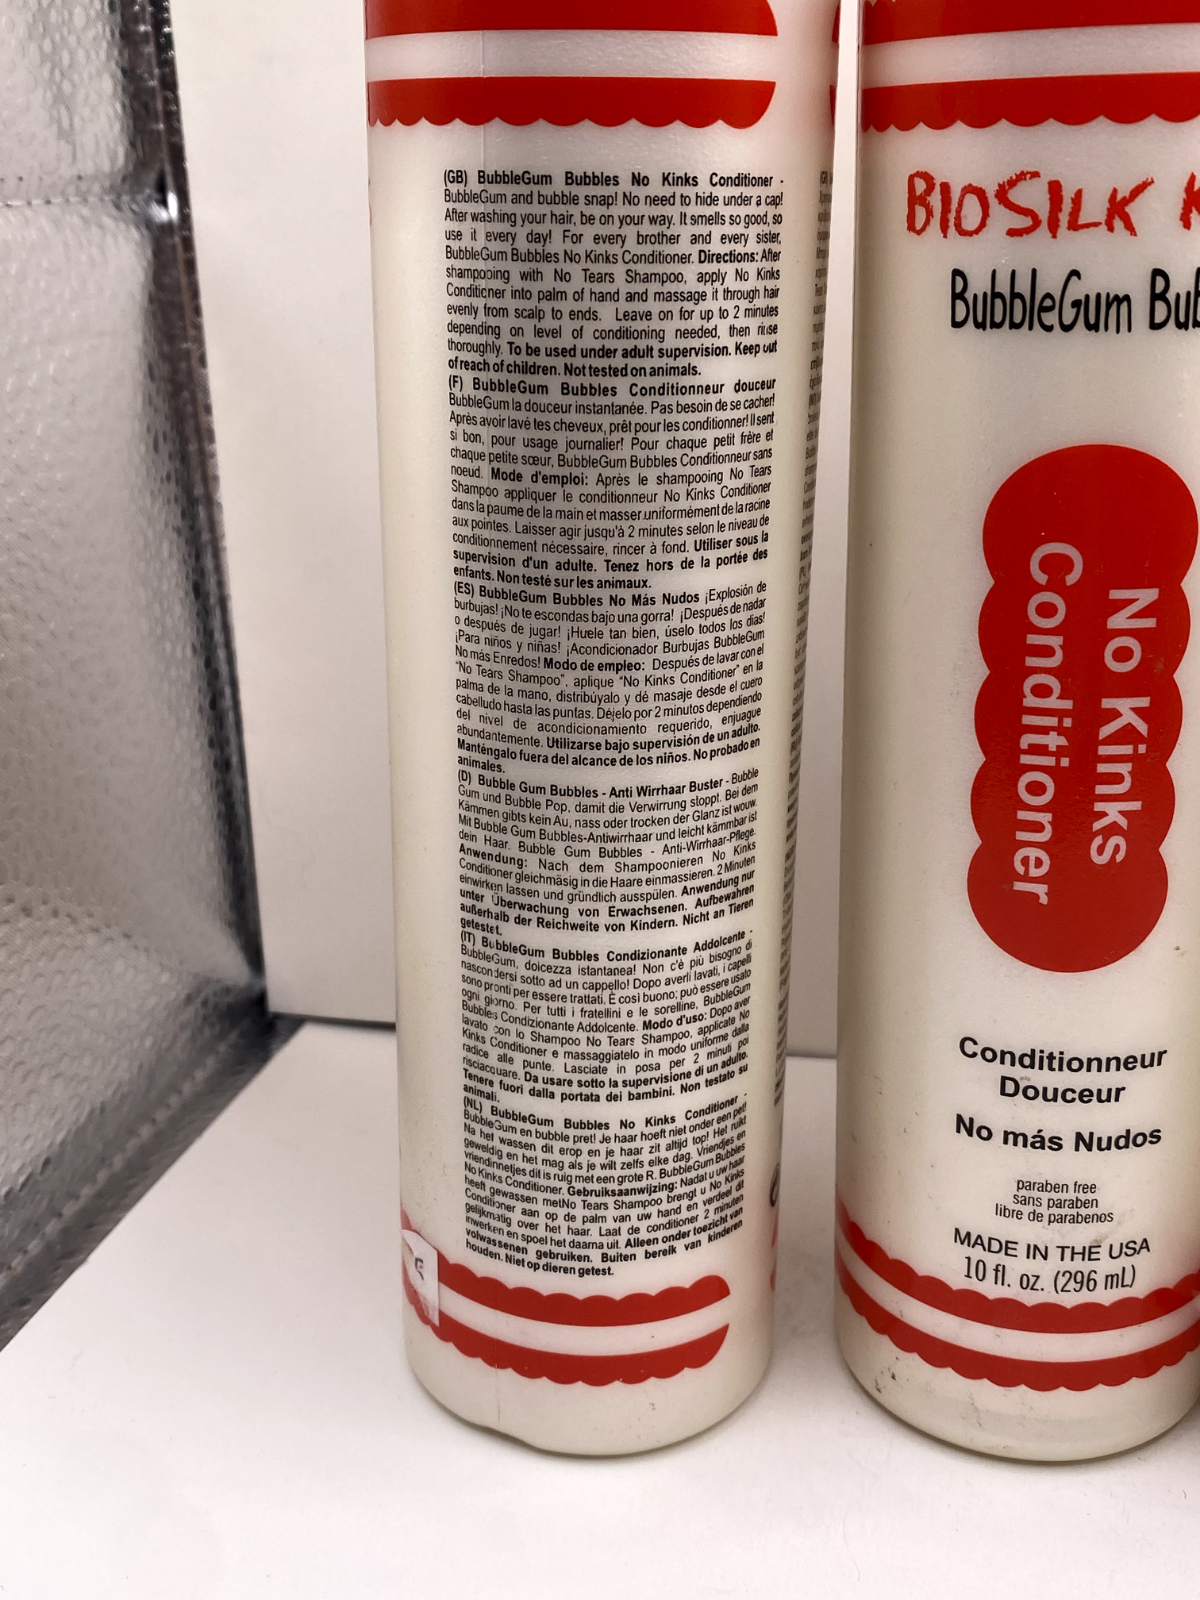 (GB) BubbleGum Bubbles No Kinks Conditioner -
BubbleGum and bubble snap! No need to hide under a cap!
After washing your hair, be on your way. It smells so good, so
use it every day! For every brother and every sister,
BubbleGum Bubbles No Kinks Conditioner. Directions: After
shampooing with No Tears Shampoo, apply No Kinks
Conditioner into palm of hand and massage it through hair
evenly from scalp to ends. Leave on for up to 2 minutes
depending on level of conditioning needed, then rinse
thoroughly. To be used under adult supervision. Keep out
of reach of children. Not tested on animals.
(F) BubbleGum Bubbles Conditionneur douceur
BubbleGum la douceur instantanée. Pas besoin de se cacher!
Après avoir lavé tes cheveux, prêt pour les conditionner! Il sent
si bon, pour usage journalier! Pour chaque petit frère et
chaque petite sœur, BubbleGum Bubbles Conditionneur sans
noeud. Mode d'emploi: Après le shampooing No Tears
Shampoo appliquer le conditionneur No Kinks Conditioner
dans la paume de la main et masser uniformément de la racine
aux pointes. Laisser agir jusqu'à 2 minutes selon le niveau de
conditionnement nécessaire, rincer à fond. Utiliser sous la
supervision d'un adulte. Tenez hors de la portée des
enfants. Non testé sur les animaux.
(ES) BubbleGum Bubbles No Más Nudos ¡Explosión de
burbujas! ¡No te escondas bajo una gorra! ¡Después de nadar
o después de jugar! ¡Huele tan bien, úselo todos los dias!
¡Para niños y niñas! ¡Acondicionador Burbujas BubbleGum
No más Enredos! Modo de empleo: Después de lavar con el
"No Tears Shampoo", aplique "No Kinks Conditioner" en la
palma de la mano, distribúyalo y dé masaje desde el cuero
cabelludo hasta las puntas. Déjelo por 2 minutos dependiendo
del nivel de acondicionamiento requerido, enjuague
abundantemente. Utilizarse bajo supervisión de un adulto.
Manténgalo fuera del alcance de los niños. No probado en
animales.
(D) Bubble Gum Bubbles - Anti Wirrhaar Buster - Bubble
Gum und Bubble Pop, damit die Verwirrung stoppt. Bei dem
Kämmen gibts kein Au, nass oder trocken der Glanz ist wouw.
Mit Bubble Gum Bubbles-Antiwirrhaar und leicht kämmbar ist
dein Haar. Bubble Gum Bubbles - Anti-Wirrhaar-Pflege.
Anwendung: Nach dem Shampoonieren No Kinks
Conditioner gleichmäsig in die Haare einmassieren. 2 Minuten
einwirken lassen und gründlich ausspülen. Anwendung nur
unter Überwachung von Erwachsenen. Aufbewahren
außerhalb der Reichweite von Kindern. Nicht an Tieren
getestet.
(IT) BubbleGum Bubbles Condizionante Addolcente -
BubbleGum, doicezza istantanea! Non c'è più bisogno di
nascondersi sotto ad un cappello! Dopo averli lavati, i capelli
sono pronti per essere trattati. È così buono; può essere usato
ogni giorno. Per tutti i fratellini e le sorelline, BubbleGum
Bubbles Condizionante Addolcente. Modo d'uso: Dopo aver
lavato con lo Shampoo No Tears Shampoo, applicate No
Kinks Conditioner e massaggiatelo in modo uniforme dalla
radice alle punte. Lasciate in posa per 2 minuti poi
risciacquare. Da usare sotto la supervisione di un adulto.
Tenere fuori dalla portata dei bambini. Non testato su
animali.
(NL) BubbleGum Bubbles No Kinks Conditioner -
BubbleGum en bubble pret! Je haar hoeft niet onder een pet!
Na het wassen dit erop en je haar zit altijd top! Het ruikt
geweldig en het mag als je wilt zelfs elke dag. Vriendjes en
vriendinnetjes dit is ruig met een grote R. BubbleGum Bubbles
No Kinks Conditioner. Gebruiksaanwijzing: Nadat u uw haar
heeft gewassen metNo Tears Shampoo brengt u No Kinks
Conditioner aan op de palm van uw hand en verdeel dit
gelijkmatig over het haar. Laat de conditioner 2 minuten
inwerken en spoel het daarna uit. Alleen onder toezicht van
volwassenen gebruiken. Buiten bereik van kinderen
houden. Niet op dieren getest.
BIOSILK
BubbleGum Bub
No Kinks
Conditioner
Conditionneur
Douceur
No más Nudos
paraben free
sans paraben
libre de parabenos
MADE IN THE USA
10 fl. oz. (296 mL)